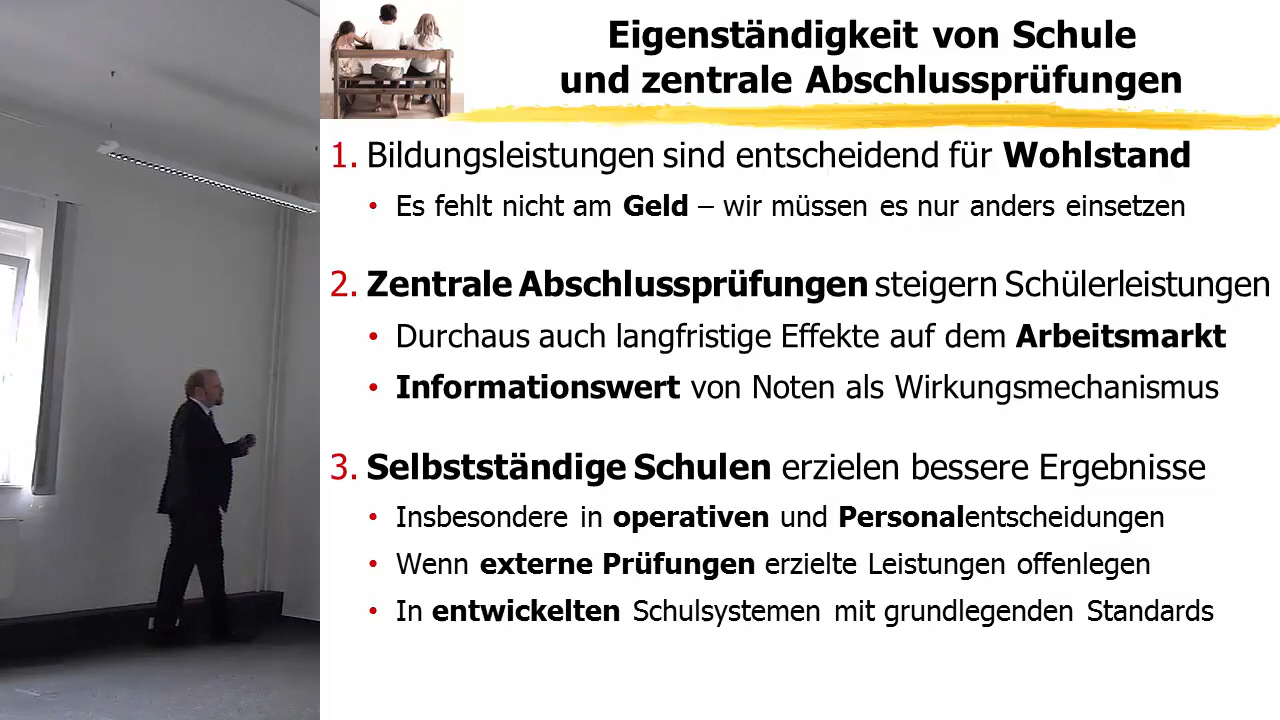 Eigenständigkeit von Schule
und zentrale Abschlussprüfungen
1. Bildungsleistungen sind entscheidend für Wohlstand
• Es fehlt nicht am Geld – wir müssen es nur anders einsetzen
2. Zentrale Abschlussprüfungen steigern Schülerleistungen
• Durchaus auch langfristige Effekte auf dem Arbeitsmarkt
• Informationswert von Noten als Wirkungsmechanismus
3. Selbstständige Schulen erzielen bessere Ergebnisse
• Insbesondere in operativen und Personalentscheidungen
• Wenn externe Prüfungen erzielte Leistungen offenlegen
• In entwickelten Schulsystemen mit grundlegenden Standards